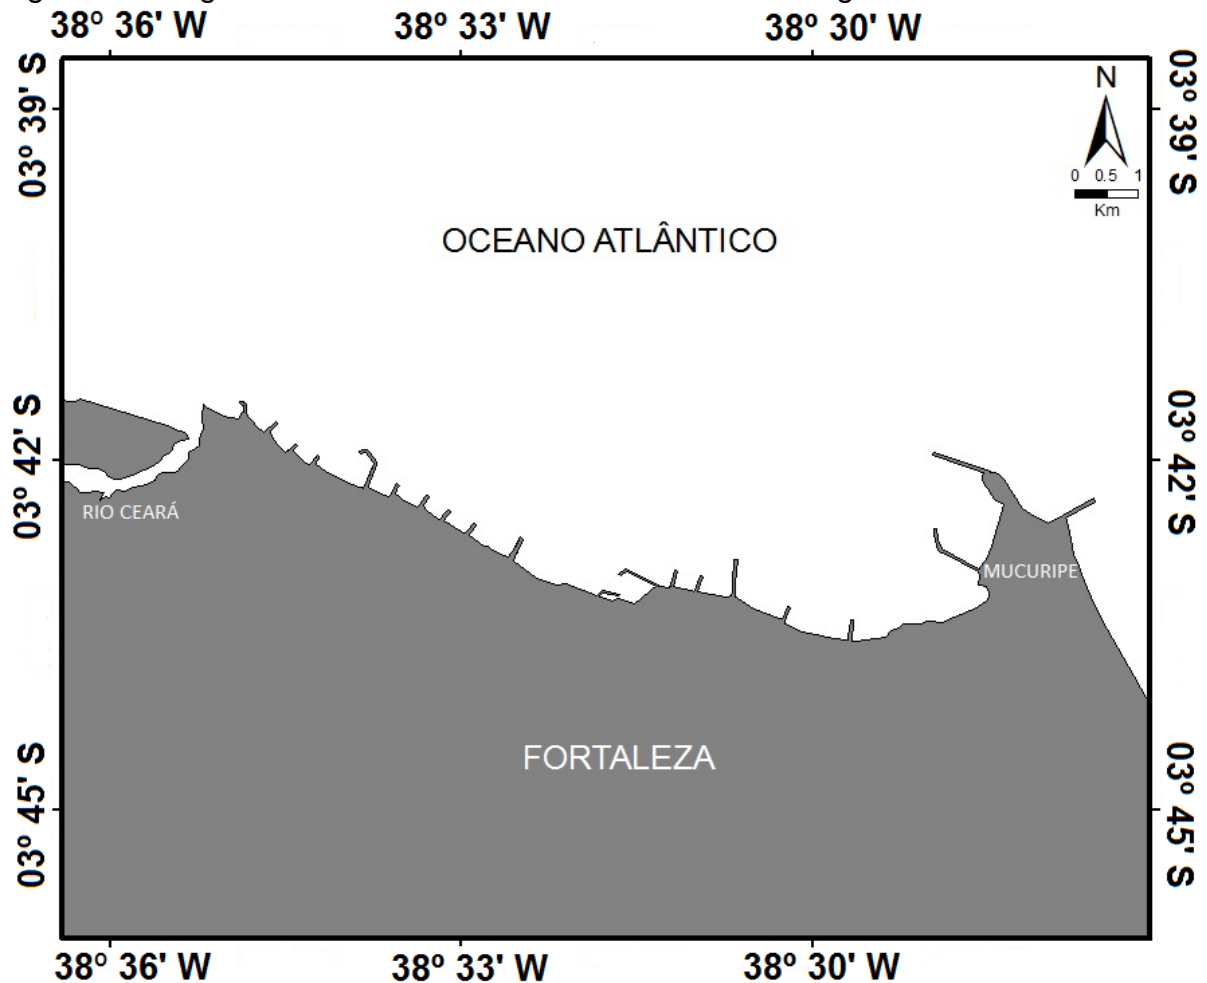 38º 36' W 38º 33' W 38º 30' W
03º 39' S
03º 39' S
N
0 0.5 1
Km
OCEANO ATLÂNTICO
03º 42' S
03º 42' S
RIO CEARÁ
MUCURIPE
FORTALEZA
03º 45' S
03º 45' S
38º 36' W 38º 33' W 38º 30' W